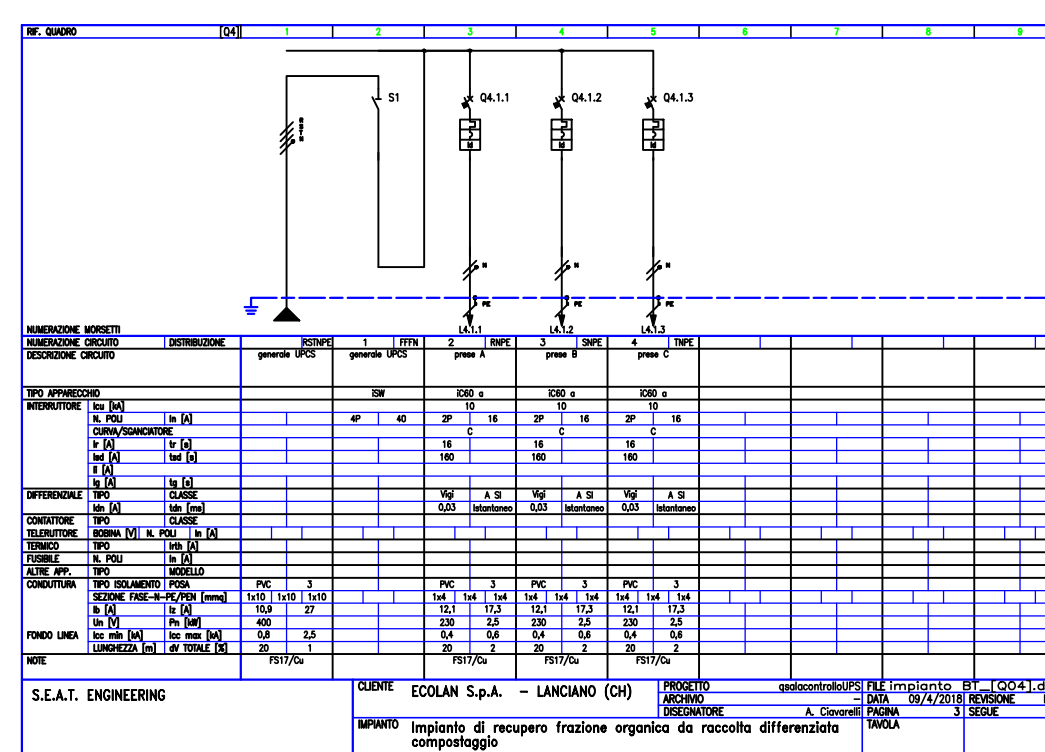 RIF. QUADRO [Q4] 1 2 3 4 5 6 7 8 9
S1 Q4.1.1 Q4.1.2 Q4.1.3
R
S
T
N
Id Id Id
N N N
PE PE PE
NUMERAZIONE MORSETTI L4.1.1 L4.1.2 L4.1.3
NUMERAZIONE CIRCUITO DISTRIBUZIONE RSTNPE 1 FFFN 2 RNPE 3 SNPE 4 TNPE
DESCRIZIONE CIRCUITO generale UPCS generale UPCS prese A prese B prese C
TIPO APPARECCHIO iSW iC60 a iC60 a iC60 a
INTERRUTTORE Icu [kA] 10 10 10
N. POLI In [A] 4P 40 2P 16 2P 16 2P 16
CURVA/SGANCIATORE C C C
Ir [A] tr [s] 16 16 16
Isd [A] tsd [s] 160 160 160
Ii [A]
Ig [A] tg [s]
DIFFERENZIALE TIPO CLASSE Vigi A SI Vigi A SI Vigi A SI
Idn [A] tdn [ms] 0,03 Istantaneo 0,03 Istantaneo 0,03 Istantaneo
CONTATTORE TIPO CLASSE
TELERUTTORE BOBINA [V] N. POLI In [A]
TERMICO TIPO Irth [A]
FUSIBILE N. POLI In [A]
ALTRE APP. TIPO MODELLO
CONDUTTURA TIPO ISOLAMENTO POSA PVC 3 PVC 3 PVC 3 PVC 3
SEZIONE FASE-N-PE/PEN [mmq] 1x10 1x10 1x10 1x4 1x4 1x4 1x4 1x4 1x4 1x4 1x4 1x4
Ib [A] Iz [A] 10,9 27 12,1 17,3 12,1 17,3 12,1 17,3
Un [V] Pn [kW] 400 230 2,5 230 2,5 230 2,5
FONDO LINEA Icc min [kA] Icc max [kA] 0,8 2,5 0,4 0,6 0,4 0,6 0,4 0,6
LUNGHEZZA [m] dV TOTALE [%] 20 1 20 2 20 2 20 2
NOTE FS17/Cu FS17/Cu FS17/Cu FS17/Cu
S.E.A.T. ENGINEERING
CLIENTE ECOLAN S.p.A. - LANCIANO (CH)
IMPIANTO Impianto di recupero frazione organica da raccolta differenziata
compostaggio
PROGETTO qsalacontrolloUPS FILE impianto BT_[Q04].d
ARCHIVIO - DATA 09/4/2018 REVISIONE
DISEGNATORE A. Ciavarelli PAGINA 3 SEGUE
TAVOLA